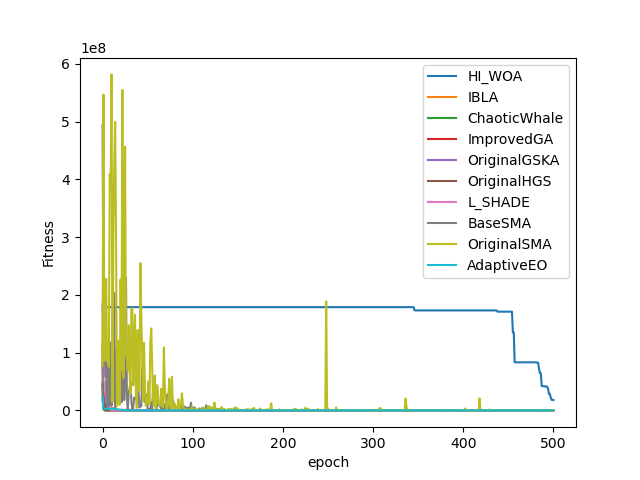 1e8
6
5
4
3
2
1
0
Fitness
0
100
200
300
400
500
epoch
HI_WOA
IBLA
ChaoticWhale
ImprovedGA
OriginalGSKA
OriginalHGS
L_SHADE
BaseSMA
OriginalSMA
AdaptiveEO